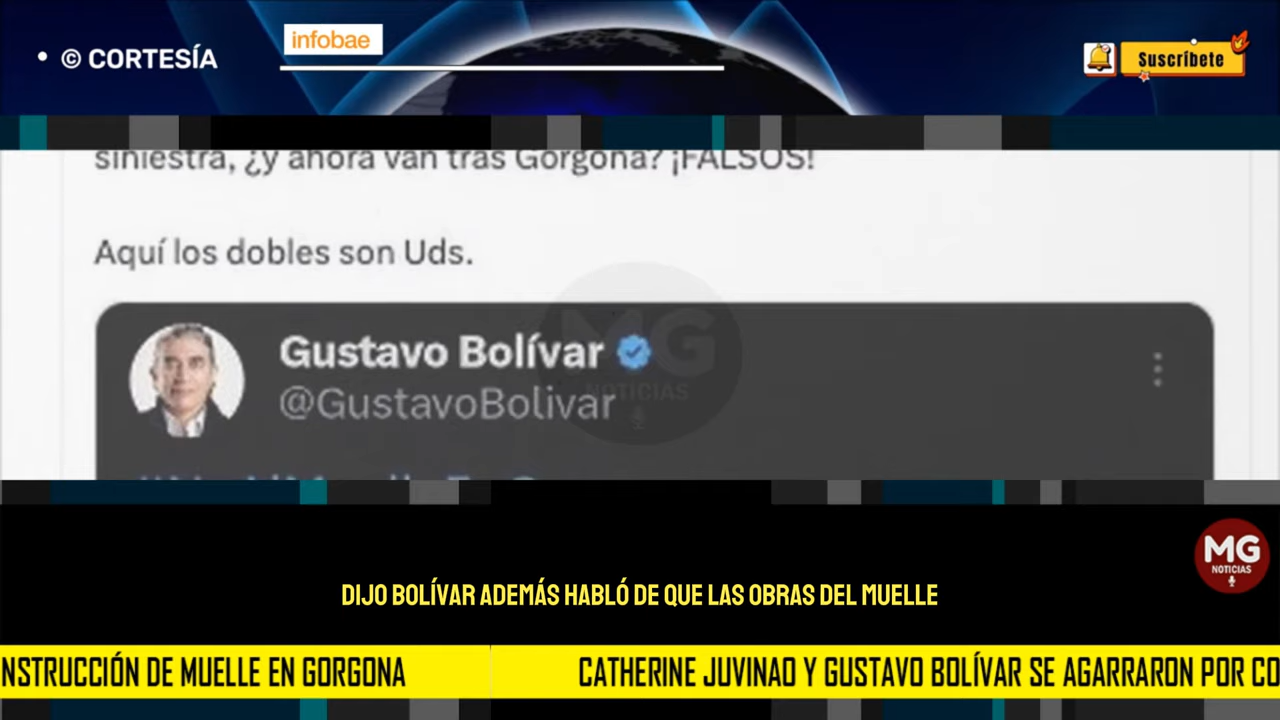 • © CORTESÍA
infobae
Suscríbete
siniestra, ¿y ahora van tras Gorgona? ¡FALSOS!
Aquí los dobles son Uds.
Gustavo Bolívar
@GustavoBolivar
MG
NOTICIAS
DIJO BOLÍVAR ADEMÁS HABLÓ DE QUE LAS OBRAS DEL MUELLE
MG
NOTICIAS
NSTRUCCIÓN DE MUELLE EN GORGONA
CATHERINE JUVINAO Y GUSTAVO BOLÍVAR SE AGARRARON POR CO